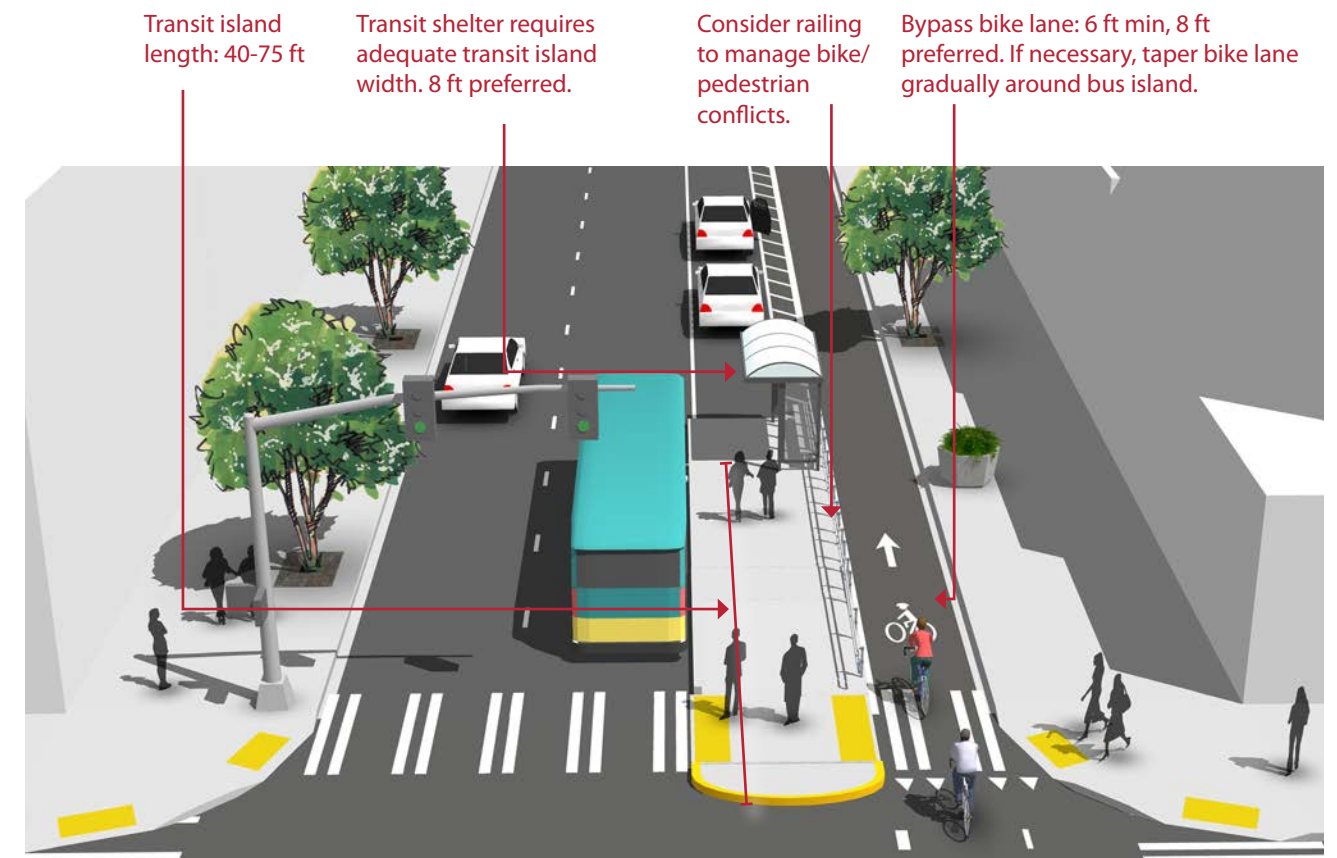 Transit island
length: 40-75 ft
Transit shelter requires
adequate transit island
width. 8 ft preferred.
Consider railing
to manage bike/
pedestrian
conflicts.
Bypass bike lane: 6 ft min, 8 ft
preferred. If necessary, taper bike lane
gradually around bus island.